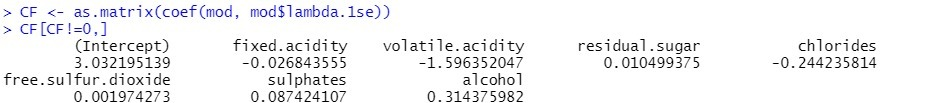 > CF <- as.matrix(coef(mod, mod$lambda.1se))
> CF[CF!=0,]
(Intercept) fixed.acidity volatile.acidity residual.sugar chlorides
3.032195139 -0.026843555 -1.596352047 0.010499375 -0.244235814
free.sulfur.dioxide sulphates alcohol
0.001974273 0.087424107 0.314375982